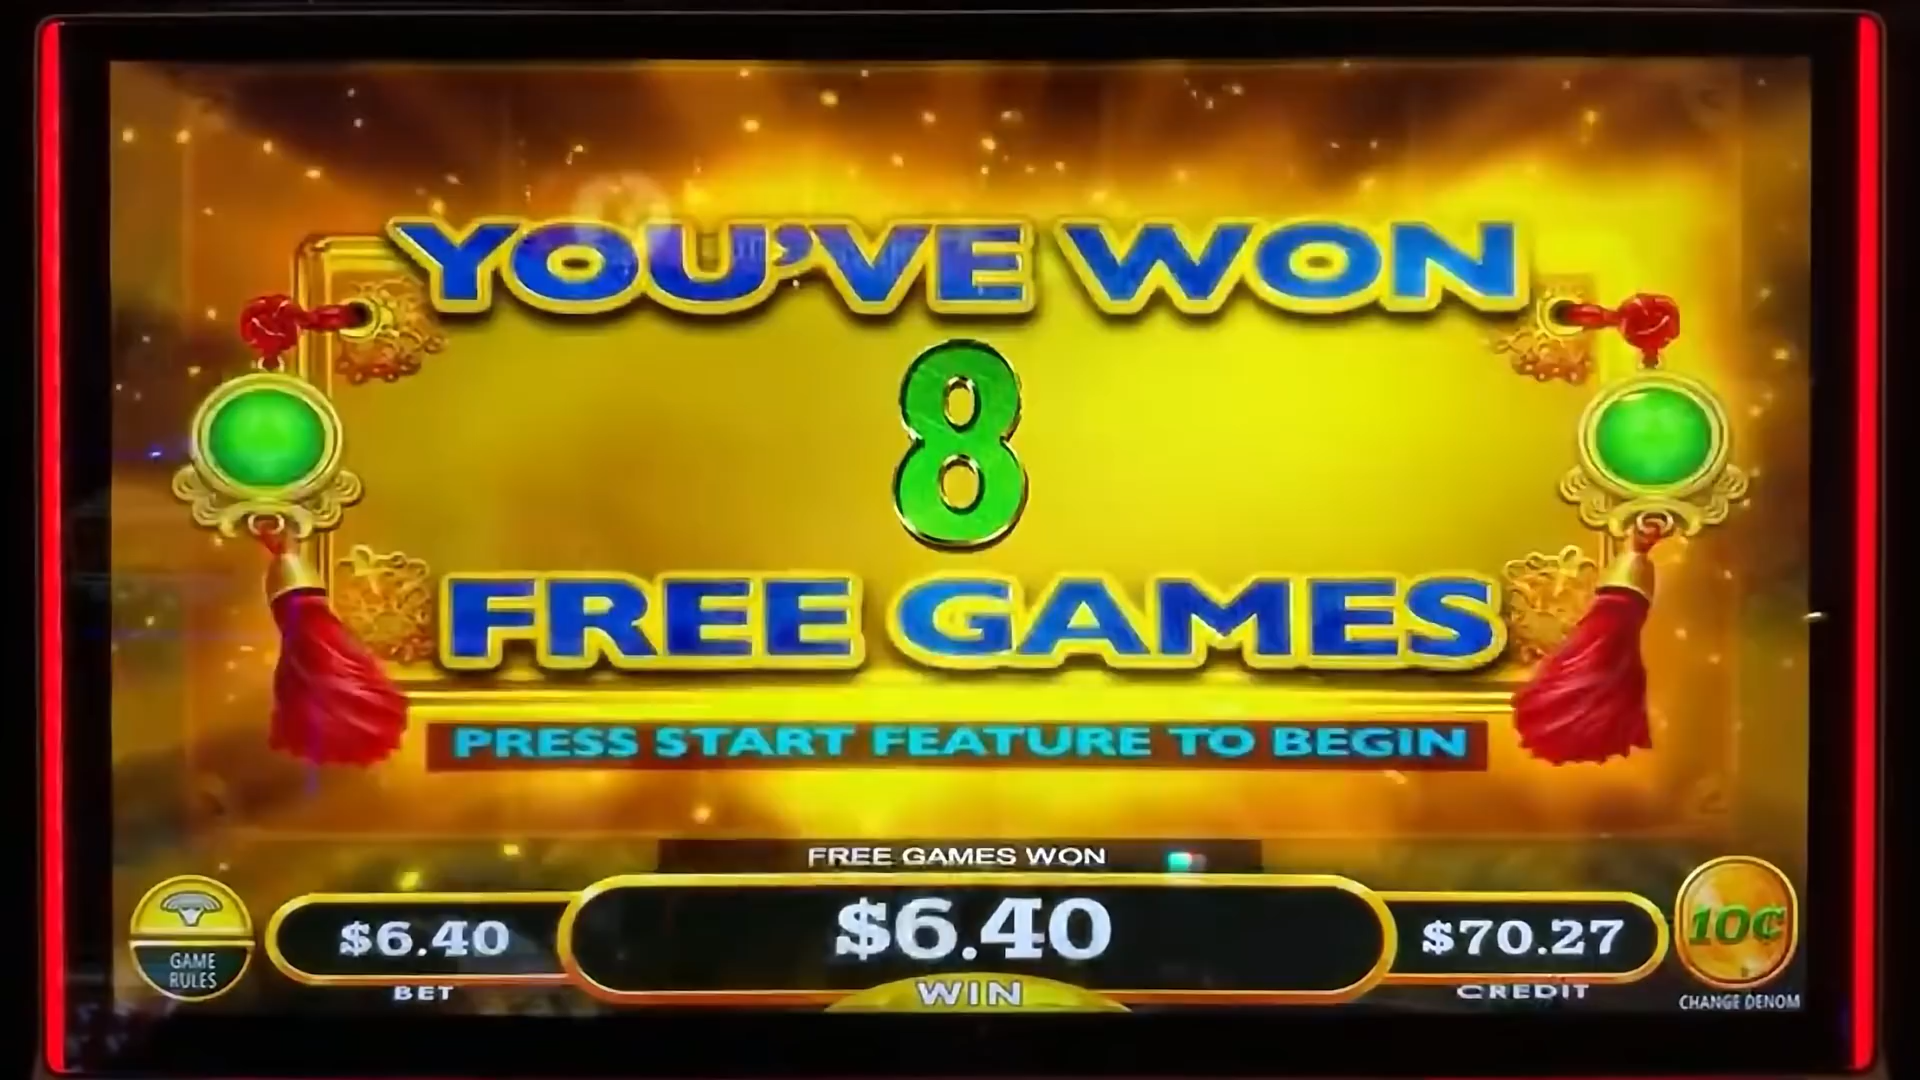 YOU'VE WON
8
FREE GAMES
PRESS START FEATURE TO BEGIN
FREE GAMES WON
$6.40
BET
$6.40
WIN
$70.27
CREDIT
10¢
CHANGE DENOM
GAME
RULES